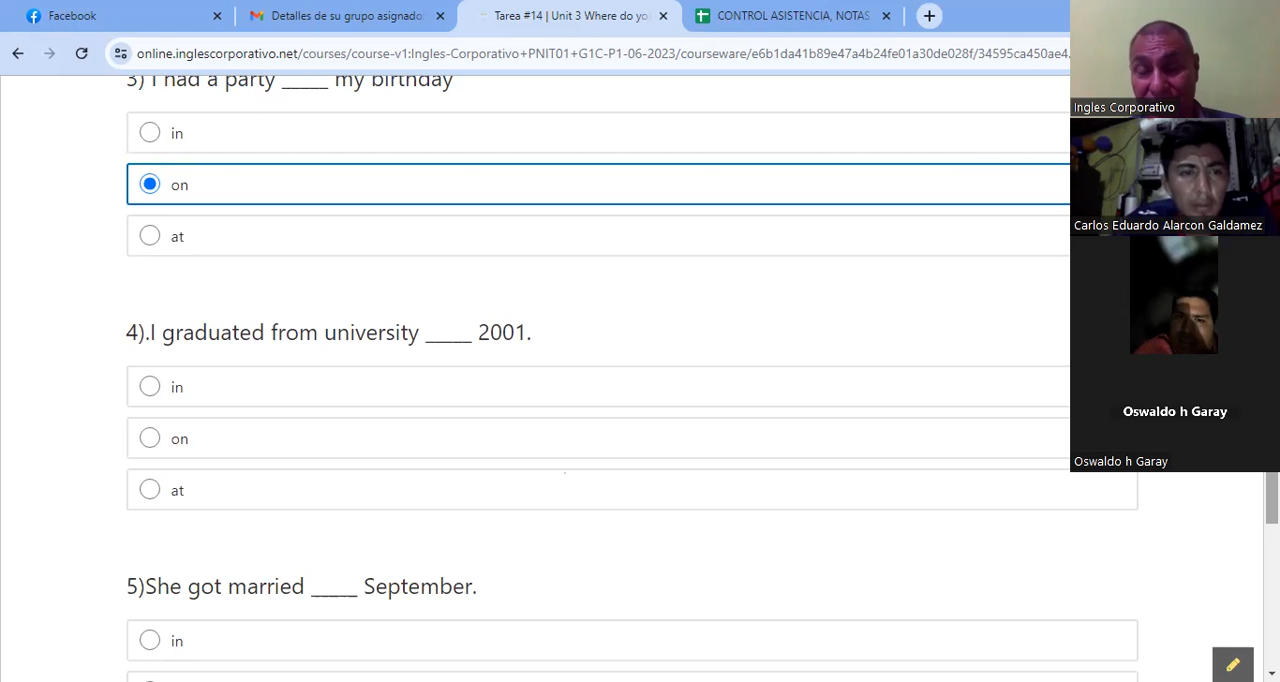 Facebook
Detalles de su grupo asignado
Tarea #14 | Unit 3 Where do yo
CONTROL ASISTENCIA, NOTAS
online.inglescorporativo.net/courses/course-v1:Ingles-Corporativo+PNIT01+G1C-P1-06-2023/courseware/e6b1da41b89e47a4b24fe01a30de028f/34595ca450ae4
3) I had a party _____ my birthday
in
on
at
4).I graduated from university _____ 2001.
in
on
at
5)She got married _____ September.
in
Ingles Corporativo
Carlos Eduardo Alarcon Galdamez
Oswaldo h Garay
Oswaldo h Garay